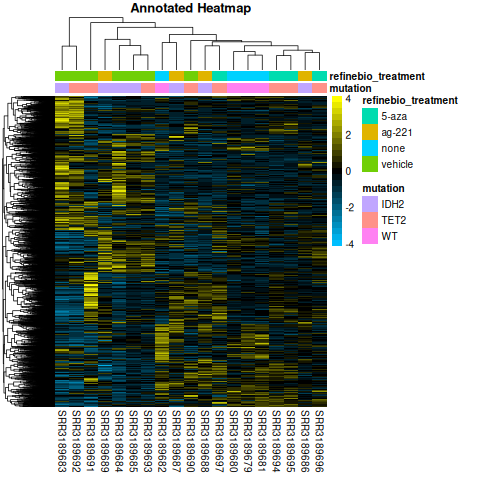 Annotated Heatmap
refinebio_treatment
mutation
4
2
0
-2
-4
refinebio_treatment
5-aza
ag-221
none
vehicle
mutation
IDH2
TET2
WT
SRR3189683
SRR3189692
SRR3189691
SRR3189689
SRR3189684
SRR3189685
SRR3189693
SRR3189682
SRR3189687
SRR3189690
SRR3189688
SRR3189697
SRR3189680
SRR3189679
SRR3189681
SRR3189694
SRR3189695
SRR3189686
SRR3189696